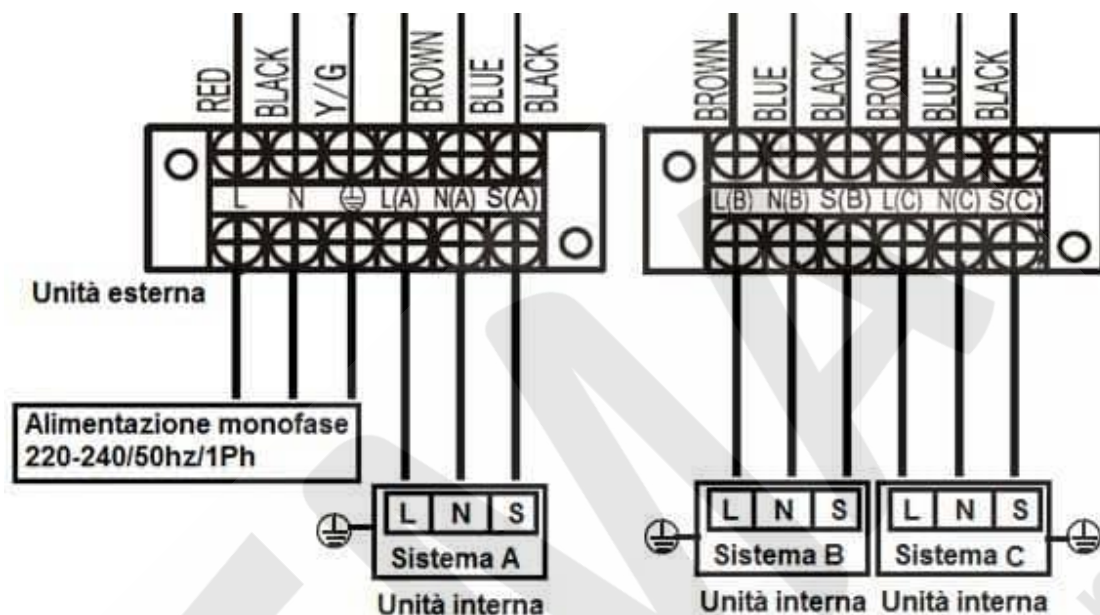 RED BLACK Y/G BROWN BLUE BLACK
BROWN BLUE BLACK BROWN BLUE BLACK
L N L(A) N(A) S(A)
L(B) N(B) S(B) L(C) N(C) S(C)
Unità esterna
Alimentazione monofase
220-240/50hz/1Ph
L N S
Sistema A
Unità interna
L N S
Sistema B
Unità interna
L N S
Sistema C
Unità interna